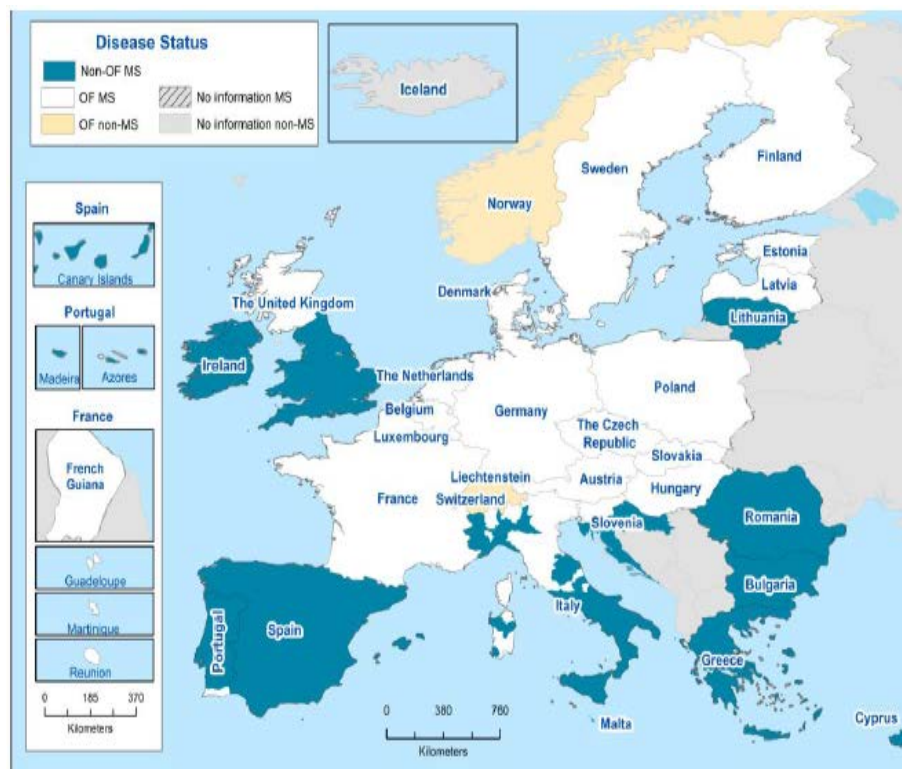 Disease Status
Non-OF MS
OF MS
No information MS
OF non-MS
No information non-MS
Iceland
Sweden
Finland
Norway
Spain
Canary Islands
Estonia
Latvia
Denmark
The United Kingdom
Lithuania
Portugal
Ireland
Madeira
Azores
The Netherlands
Poland
Belgium
Germany
The Czech
Republic
Luxembourg
Slovakia
France
French
Guiana
Liechtenstein
Austria
Hungary
France
Switzerland
Slovenia
Romania
Guadeloupe
Bulgaria
Martinique
Italy
Portugal
Spain
Reunion
Greece
0 185 370
Kilometers
0 380 760
Kilometers
Malta
Cyprus